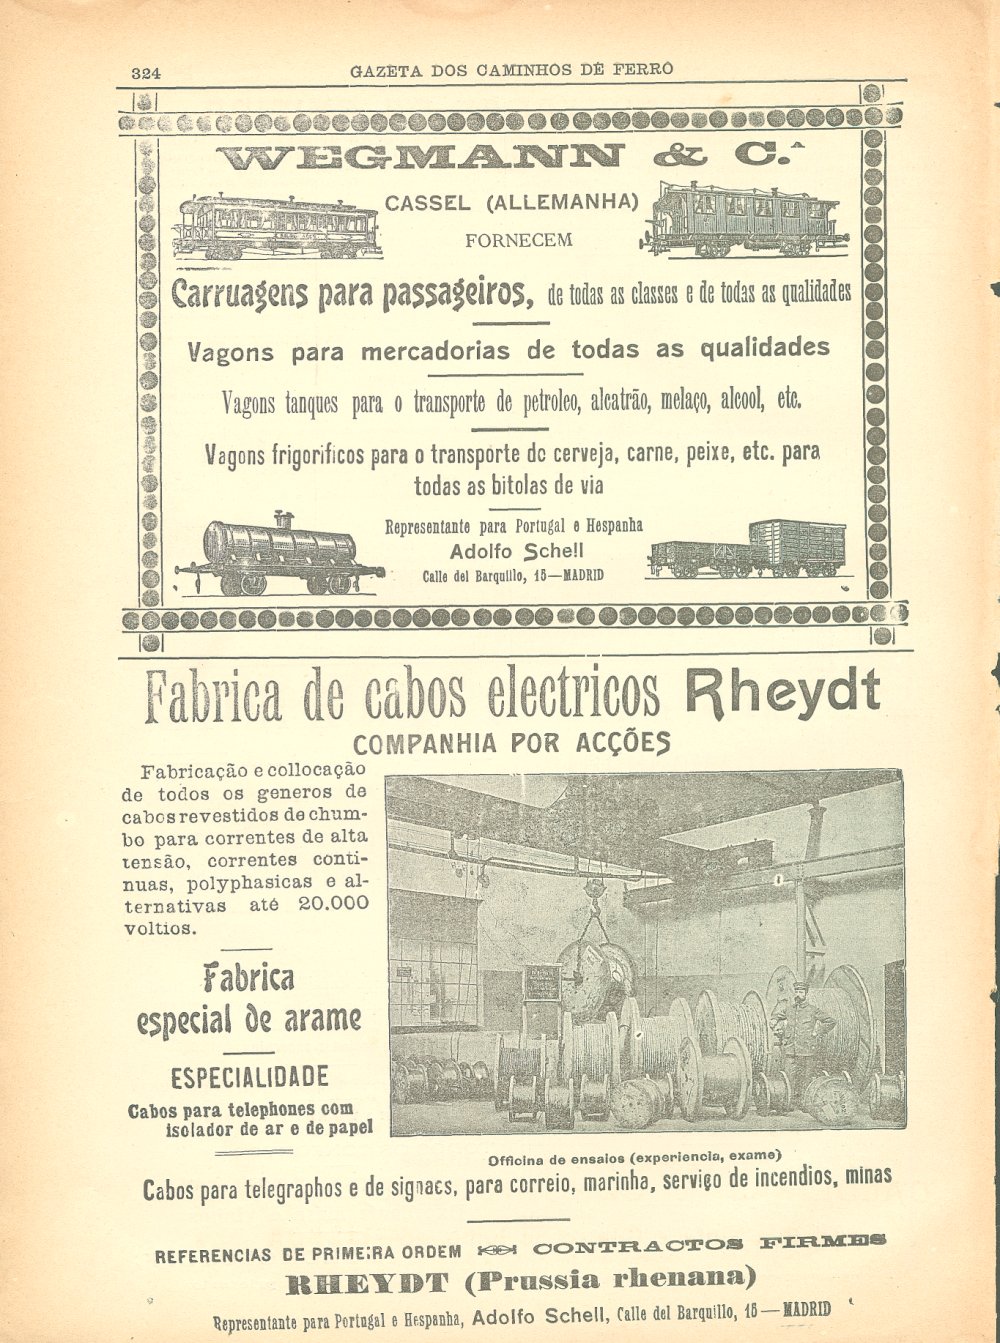 324
GAZETA DOS CAMINHOS DE FERRO
WEGMANN & C.ᴬ
CASSEL (ALLEMANHA)
FORNECEM
Carruagens para passageiros, de todas as classes e de todas as qualidades
Vagons para mercadorias de todas as qualidades
Vagons tanques para o transporte de petroleo, alcatrão, melaço, alcool, etc.
Vagons frigorificos para o transporte de cerveja, carne, peixe, etc. para
todas as bitolas de via
Representante para Portugal e Hespanha
Adolfo Schell
Calle del Barquillo, 15—MADRID
Fabrica de cabos electricos Rheydt
COMPANHIA POR ACÇÕES
Fabricação e collocação
de todos os generos de
cabos revestidos de chum-
bo para correntes de alta
tensão, correntes conti-
nuas, polyphasicas e al-
ternativas até 20.000
voltios.
Fabrica
especial de arame
ESPECIALIDADE
Cabos para telephones com
isolador de ar e de papel
Officina de ensaios (experiencia, exame)
Cabos para telegraphos e de signaes, para correio, marinha, serviço de incendios, minas
REFERENCIAS DE PRIMEIRA ORDEM CONTRACTOS FIRMES
RHEYDT (Prussia rhenana)
Representante para Portugal e Hespanha, Adolfo Schell, Calle del Barquillo, 15—MADRID